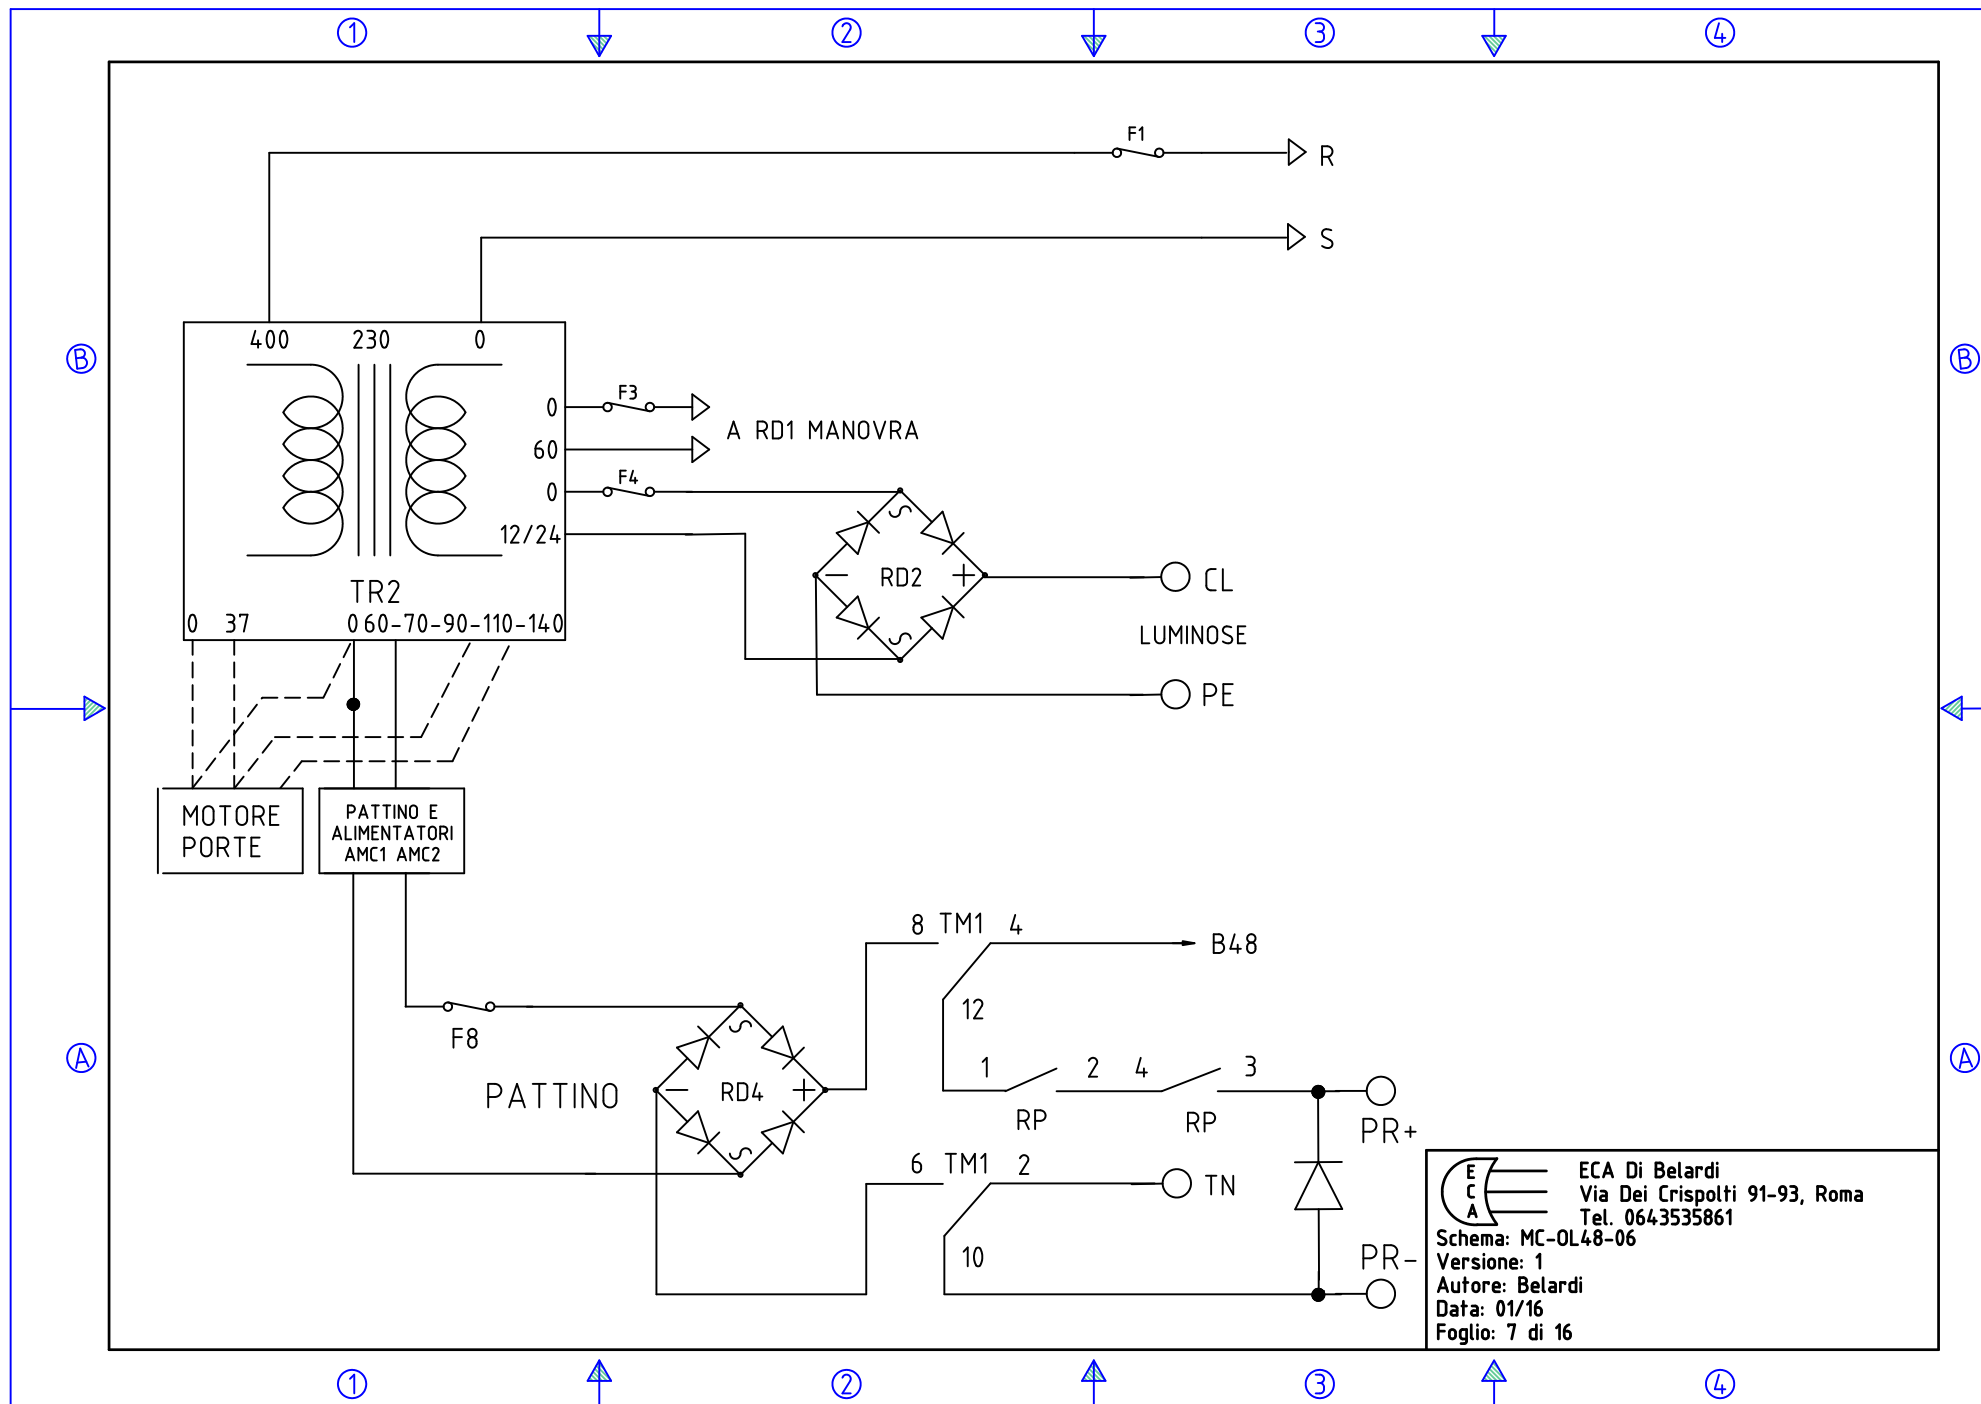 1 2 3 4
F1
R
S
B B
400 230 0
F3
0
A RD1 MANOVRA
60
F4
0
12/24
S
- RD2 +
S
CL
LUMINOSE
PE
TR2
0 37 0 60-70-90-110-140
MOTORE
PORTE
PATTINO E
ALIMENTATORI
AMC1 AMC2
8 TM1 4
B48
12
F8
A A
PATTINO
S
- RD4 +
S
1 2 4 3
RP RP
PR+
6 TM1 2
TN
10
PR-
E
C
A
ECA Di Belardi
Via Dei Crispolti 91-93, Roma
Tel. 0643535861
Schema: MC-OL48-06
Versione: 1
Autore: Belardi
Data: 01/16
Foglio: 7 di 16
1 2 3 4